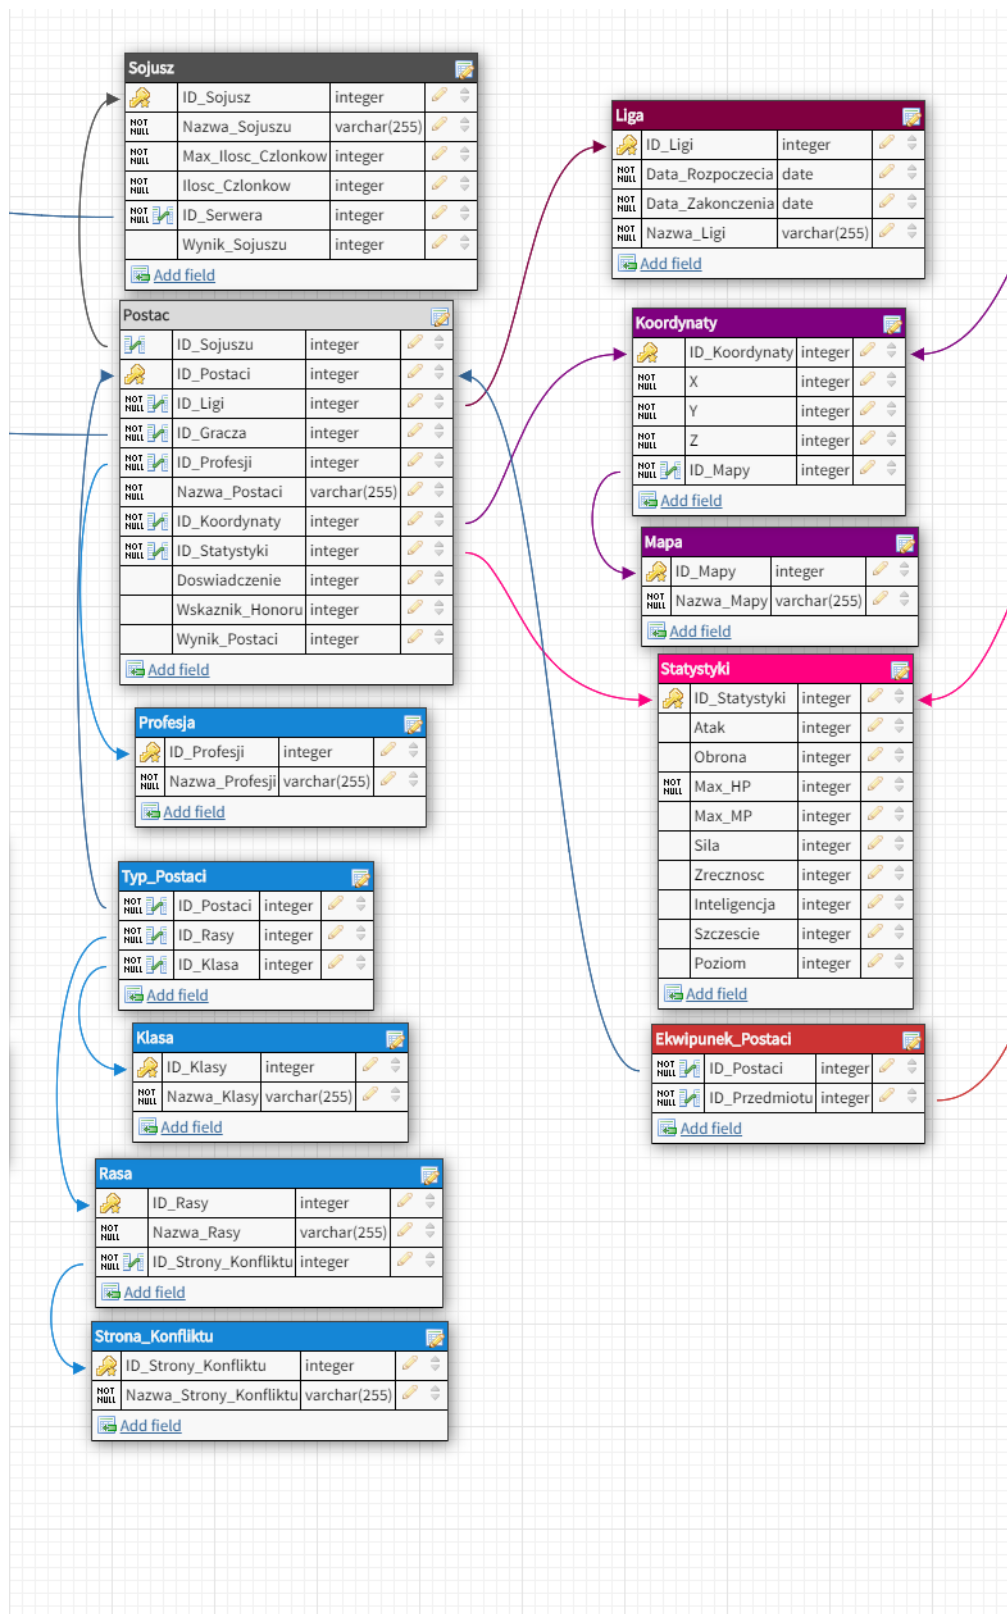 Sojusz
ID_Sojusz integer
NOT NULL Nazwa_Sojuszu varchar(255)
NOT NULL Max_Ilosc_Czlonkow integer
NOT NULL Ilosc_Czlonkow integer
NOT NULL ID_Serwera integer
Wynik_Sojuszu integer
Add field
Postac
ID_Sojuszu integer
ID_Postaci integer
NOT NULL ID_Ligi integer
NOT NULL ID_Gracza integer
NOT NULL ID_Profesji integer
NOT NULL Nazwa_Postaci varchar(255)
NOT NULL ID_Koordynaty integer
NOT NULL ID_Statystyki integer
Doswiadczenie integer
Wskaznik_Honoru integer
Wynik_Postaci integer
Add field
Profesja
ID_Profesji integer
NOT NULL Nazwa_Profesji varchar(255)
Add field
Typ_Postaci
NOT NULL ID_Postaci integer
NOT NULL ID_Rasy integer
NOT NULL ID_Klasa integer
Add field
Klasa
ID_Klasy integer
NOT NULL Nazwa_Klasy varchar(255)
Add field
Rasa
ID_Rasy integer
NOT NULL Nazwa_Rasy varchar(255)
NOT NULL ID_Strony_Konfliktu integer
Add field
Strona_Konfliktu
ID_Strony_Konfliktu integer
NOT NULL Nazwa_Strony_Konfliktu varchar(255)
Add field
Liga
ID_Ligi integer
NOT NULL Data_Rozpoczecia date
NOT NULL Data_Zakonczenia date
NOT NULL Nazwa_Ligi varchar(255)
Add field
Koordynaty
ID_Koordynaty integer
NOT NULL X integer
NOT NULL Y integer
NOT NULL Z integer
NOT NULL ID_Mapy integer
Add field
Mapa
ID_Mapy integer
NOT NULL Nazwa_Mapy varchar(255)
Add field
Statystyki
ID_Statystyki integer
Atak integer
Obrona integer
NOT NULL Max_HP integer
Max_MP integer
Sila integer
Zrecznosc integer
Inteligencja integer
Szczescie integer
Poziom integer
Add field
Ekwipunek_Postaci
NOT NULL ID_Postaci integer
NOT NULL ID_Przedmiotu integer
Add field